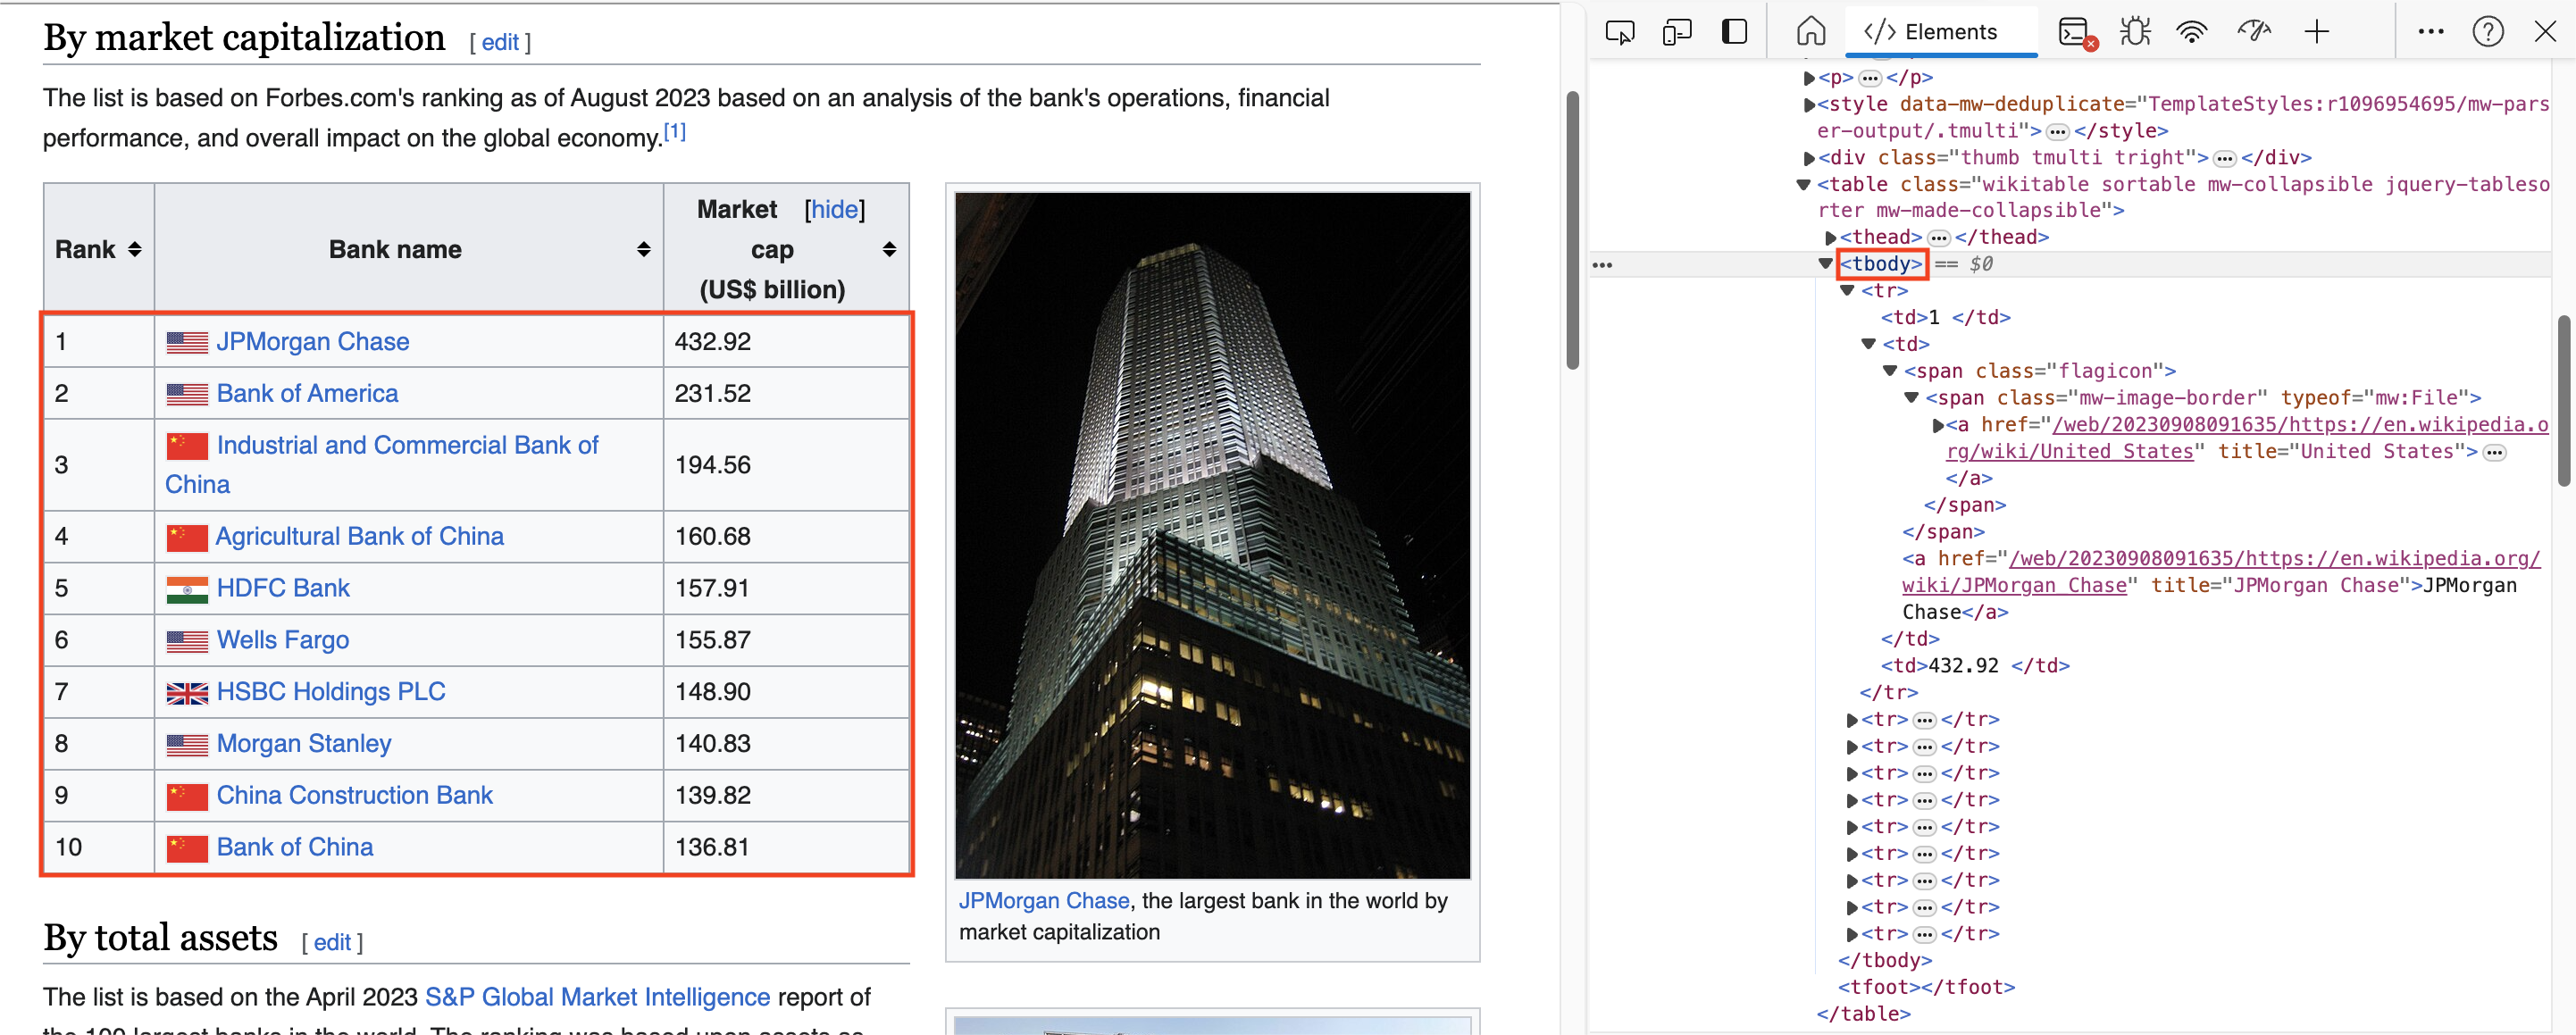 By market capitalization [ edit ]
The list is based on Forbes.com's ranking as of August 2023 based on an analysis of the bank's operations, financial
performance, and overall impact on the global economy.[1]
Rank Bank name Market cap (US$ billion) [hide]
1 JPMorgan Chase 432.92
2 Bank of America 231.52
3 Industrial and Commercial Bank of
China 194.56
4 Agricultural Bank of China 160.68
5 HDFC Bank 157.91
6 Wells Fargo 155.87
7 HSBC Holdings PLC 148.90
8 Morgan Stanley 140.83
9 China Construction Bank 139.82
10 Bank of China 136.81
JPMorgan Chase, the largest bank in the world by
market capitalization
By total assets [ edit ]
The list is based on the April 2023 S&P Global Market Intelligence report of
the 100 largest banks in the world. The ranking was based upon assets as
</> Elements
<p> ••• </p>
<style data-mw-deduplicate="TemplateStyles:r1096954695/mw-pars
er-output/.tmulti"> ••• </style>
<div class="thumb tmulti tright"> ••• </div>
<table class="wikitable sortable mw-collapsible jquery-tableso
rter mw-made-collapsible">
<thead> ••• </thead>
••• <tbody> == $0
<tr>
<td>1 </td>
<td>
<span class="flagicon">
<span class="mw-image-border" typeof="mw:File">
<a href="/web/20230908091635/https://en.wikipedia.o
rg/wiki/United_States" title="United States"> •••
</a>
</span>
</span>
<a href="/web/20230908091635/https://en.wikipedia.org/
wiki/JPMorgan_Chase" title="JPMorgan Chase">JPMorgan
Chase</a>
</td>
<td>432.92 </td>
</tr>
<tr> ••• </tr>
<tr> ••• </tr>
<tr> ••• </tr>
<tr> ••• </tr>
<tr> ••• </tr>
<tr> ••• </tr>
<tr> ••• </tr>
<tr> ••• </tr>
<tr> ••• </tr>
</tbody>
<tfoot></tfoot>
</table>